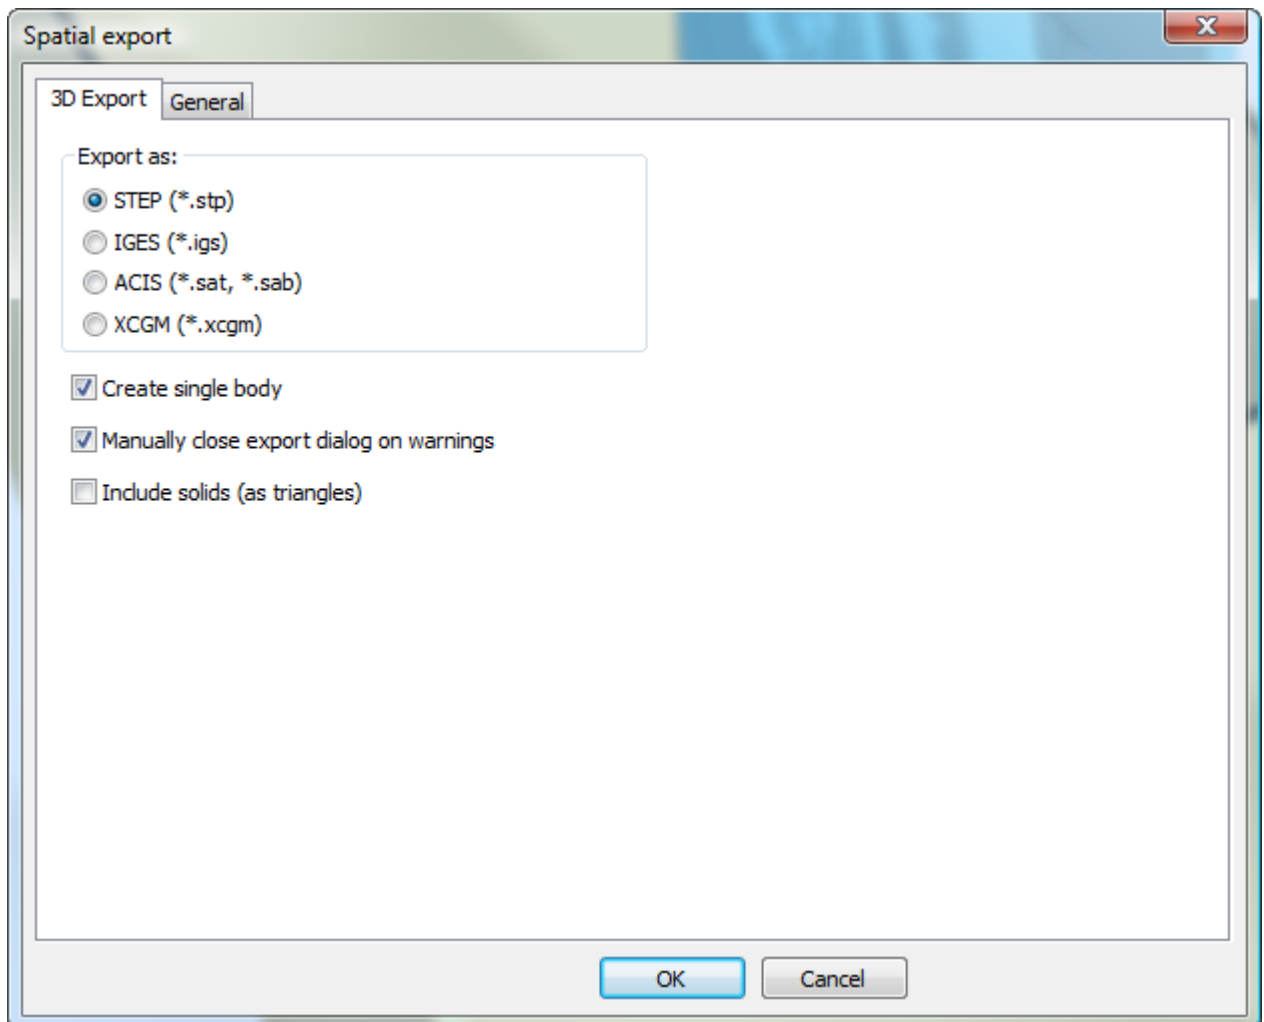 Spatial export
3D Export
General
Export as:
STEP (*.stp)
IGES (*.igs)
ACIS (*.sat, *.sab)
XCGM (*.xcgm)
Create single body
Manually close export dialog on warnings
Include solids (as triangles)
OK
Cancel